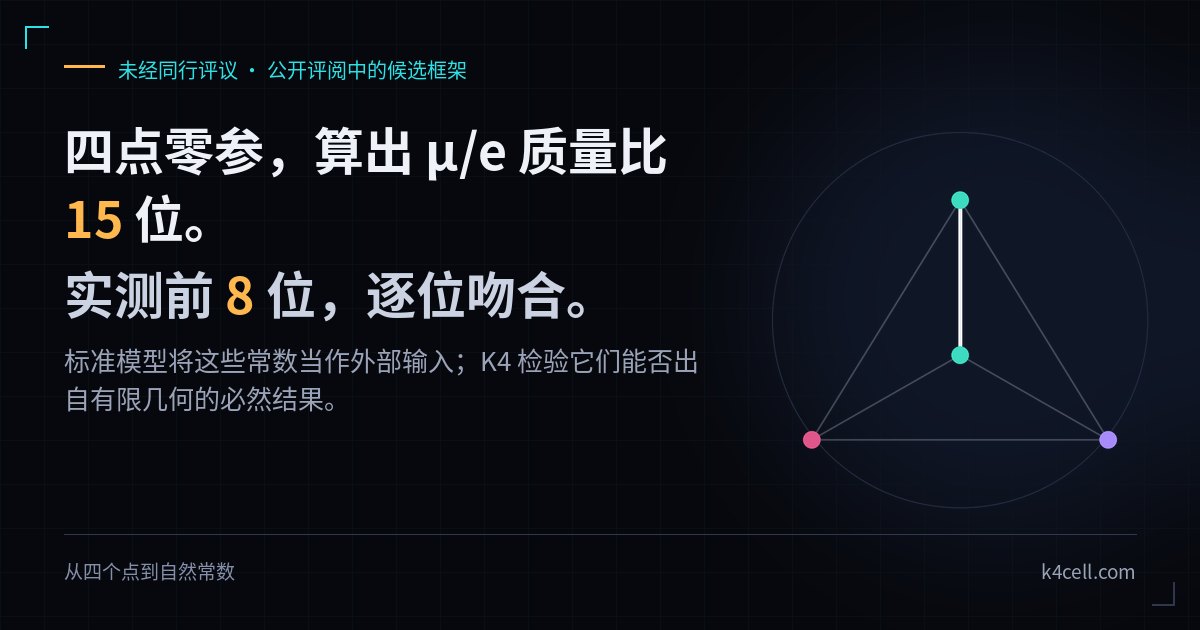 未经同行评议 · 公开评阅中的候选框架
四点零参，算出 μ/e 质量比
15 位。
实测前 8 位，逐位吻合。
标准模型将这些常数当作外部输入；K4 检验它们能否出
自有限几何的必然结果。
从四个点到自然常数
k4cell.com